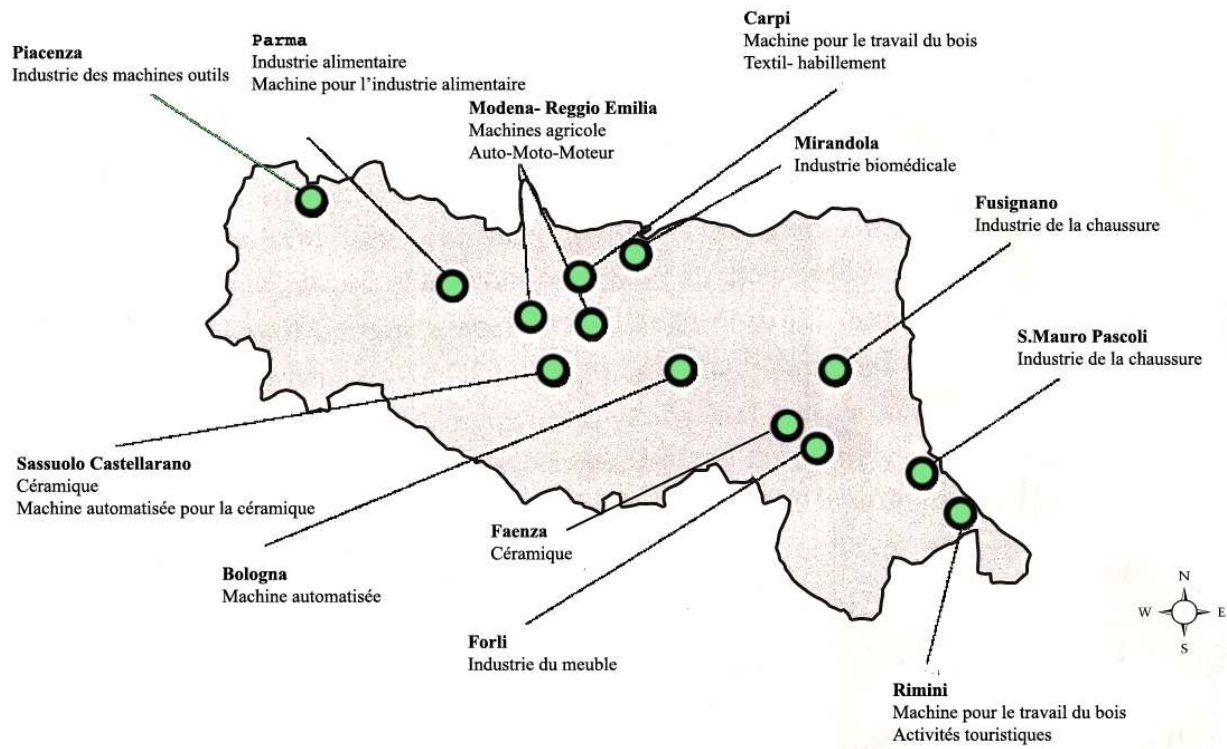 Carpi
Machine pour le travail du bois
Textil- habillement
Parma
Industrie alimentaire
Machine pour l'industrie alimentaire
Piacenza
Industrie des machines outils
Modena- Reggio Emilia
Machines agricole
Auto-Moto-Moteur
Mirandola
Industrie biomédicale
Fusignano
Industrie de la chaussure
S.Mauro Pascoli
Industrie de la chaussure
Sassuolo Castellarano
Céramique
Machine automatisée pour la céramique
Faenza
Céramique
Bologna
Machine automatisée
Forli
Industrie du meuble
Rimini
Machine pour le travail du bois
Activités touristiques
N
W E
S